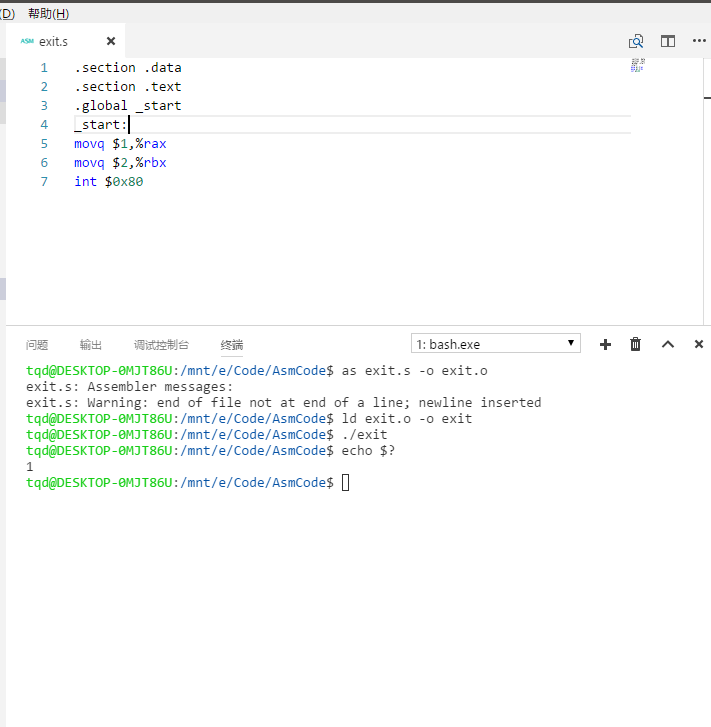 (D) 帮助(H)
ASM exit.s ×
1 .section .data
2 .section .text
3 .global _start
4 _start:
5 movq $1,%rax
6 movq $2,%rbx
7 int $0x80
问题 输出 调试控制台 终端 1: bash.exe
tqd@DESKTOP-0MJT86U:/mnt/e/Code/AsmCode$ as exit.s -o exit.o
exit.s: Assembler messages:
exit.s: Warning: end of file not at end of a line; newline inserted
tqd@DESKTOP-0MJT86U:/mnt/e/Code/AsmCode$ ld exit.o -o exit
tqd@DESKTOP-0MJT86U:/mnt/e/Code/AsmCode$ ./exit
tqd@DESKTOP-0MJT86U:/mnt/e/Code/AsmCode$ echo $?
1
tqd@DESKTOP-0MJT86U:/mnt/e/Code/AsmCode$